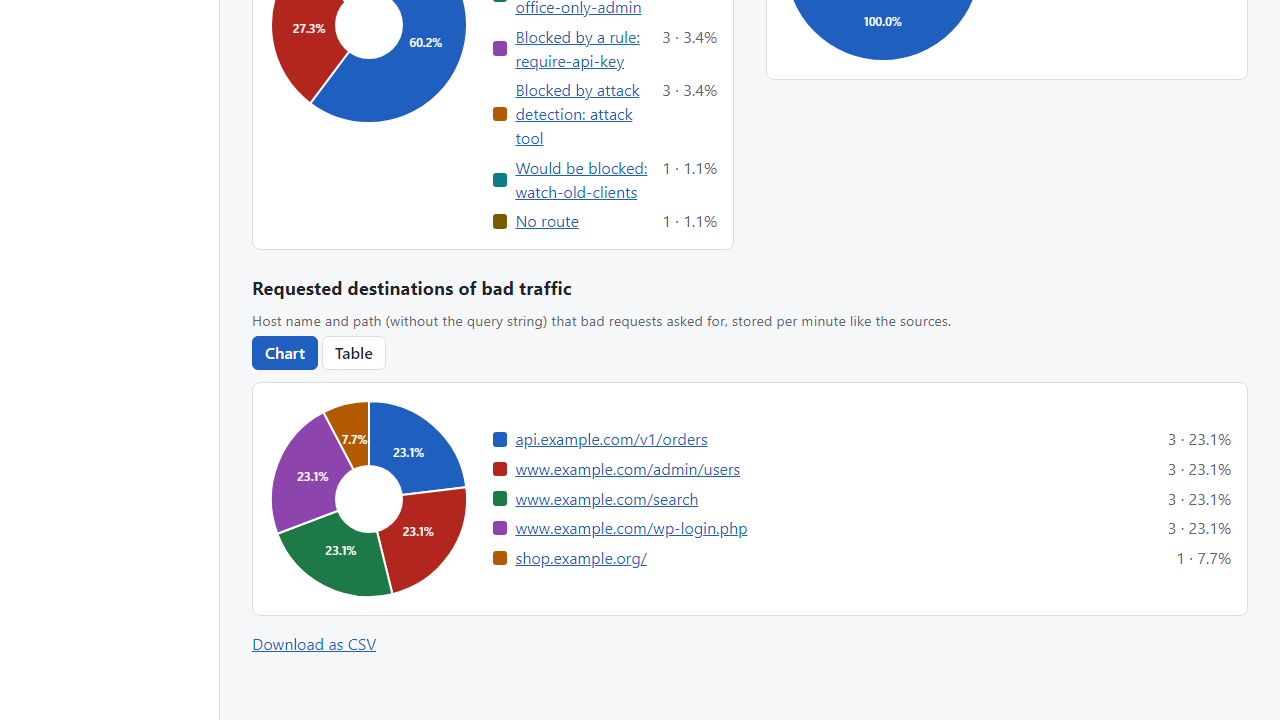 27.3%
60.2%
office-only-admin
Blocked by a rule: 3 · 3.4%
require-api-key
Blocked by attack 3 · 3.4%
detection: attack
tool
Would be blocked: 1 · 1.1%
watch-old-clients
No route 1 · 1.1%
100.0%
Requested destinations of bad traffic
Host name and path (without the query string) that bad requests asked for, stored per minute like the sources.
Chart Table
7.7%
23.1%
23.1%
23.1%
23.1%
api.example.com/v1/orders 3 · 23.1%
www.example.com/admin/users 3 · 23.1%
www.example.com/search 3 · 23.1%
www.example.com/wp-login.php 3 · 23.1%
shop.example.org/ 1 · 7.7%
Download as CSV